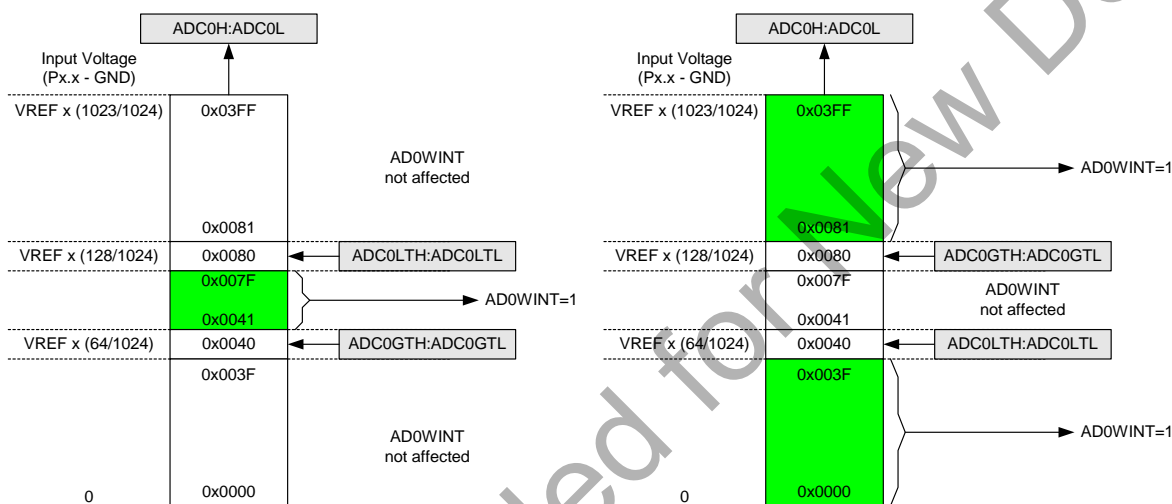 ADC0H:ADC0L
Input Voltage
(Px.x - GND)
VREF x (1023/1024)
0x03FF
AD0WINT
not affected
0x0081
VREF x (128/1024)
0x0080
ADC0LTH:ADC0LTL
0x007F
AD0WINT=1
0x0041
VREF x (64/1024)
0x0040
ADC0GTH:ADC0GTL
0x003F
AD0WINT
not affected
0
0x0000
ADC0H:ADC0L
Input Voltage
(Px.x - GND)
VREF x (1023/1024)
0x03FF
AD0WINT=1
0x0081
VREF x (128/1024)
0x0080
ADC0GTH:ADC0GTL
0x007F
AD0WINT
not affected
0x0041
VREF x (64/1024)
0x0040
ADC0LTH:ADC0LTL
0x003F
AD0WINT=1
0
0x0000
ed for New D